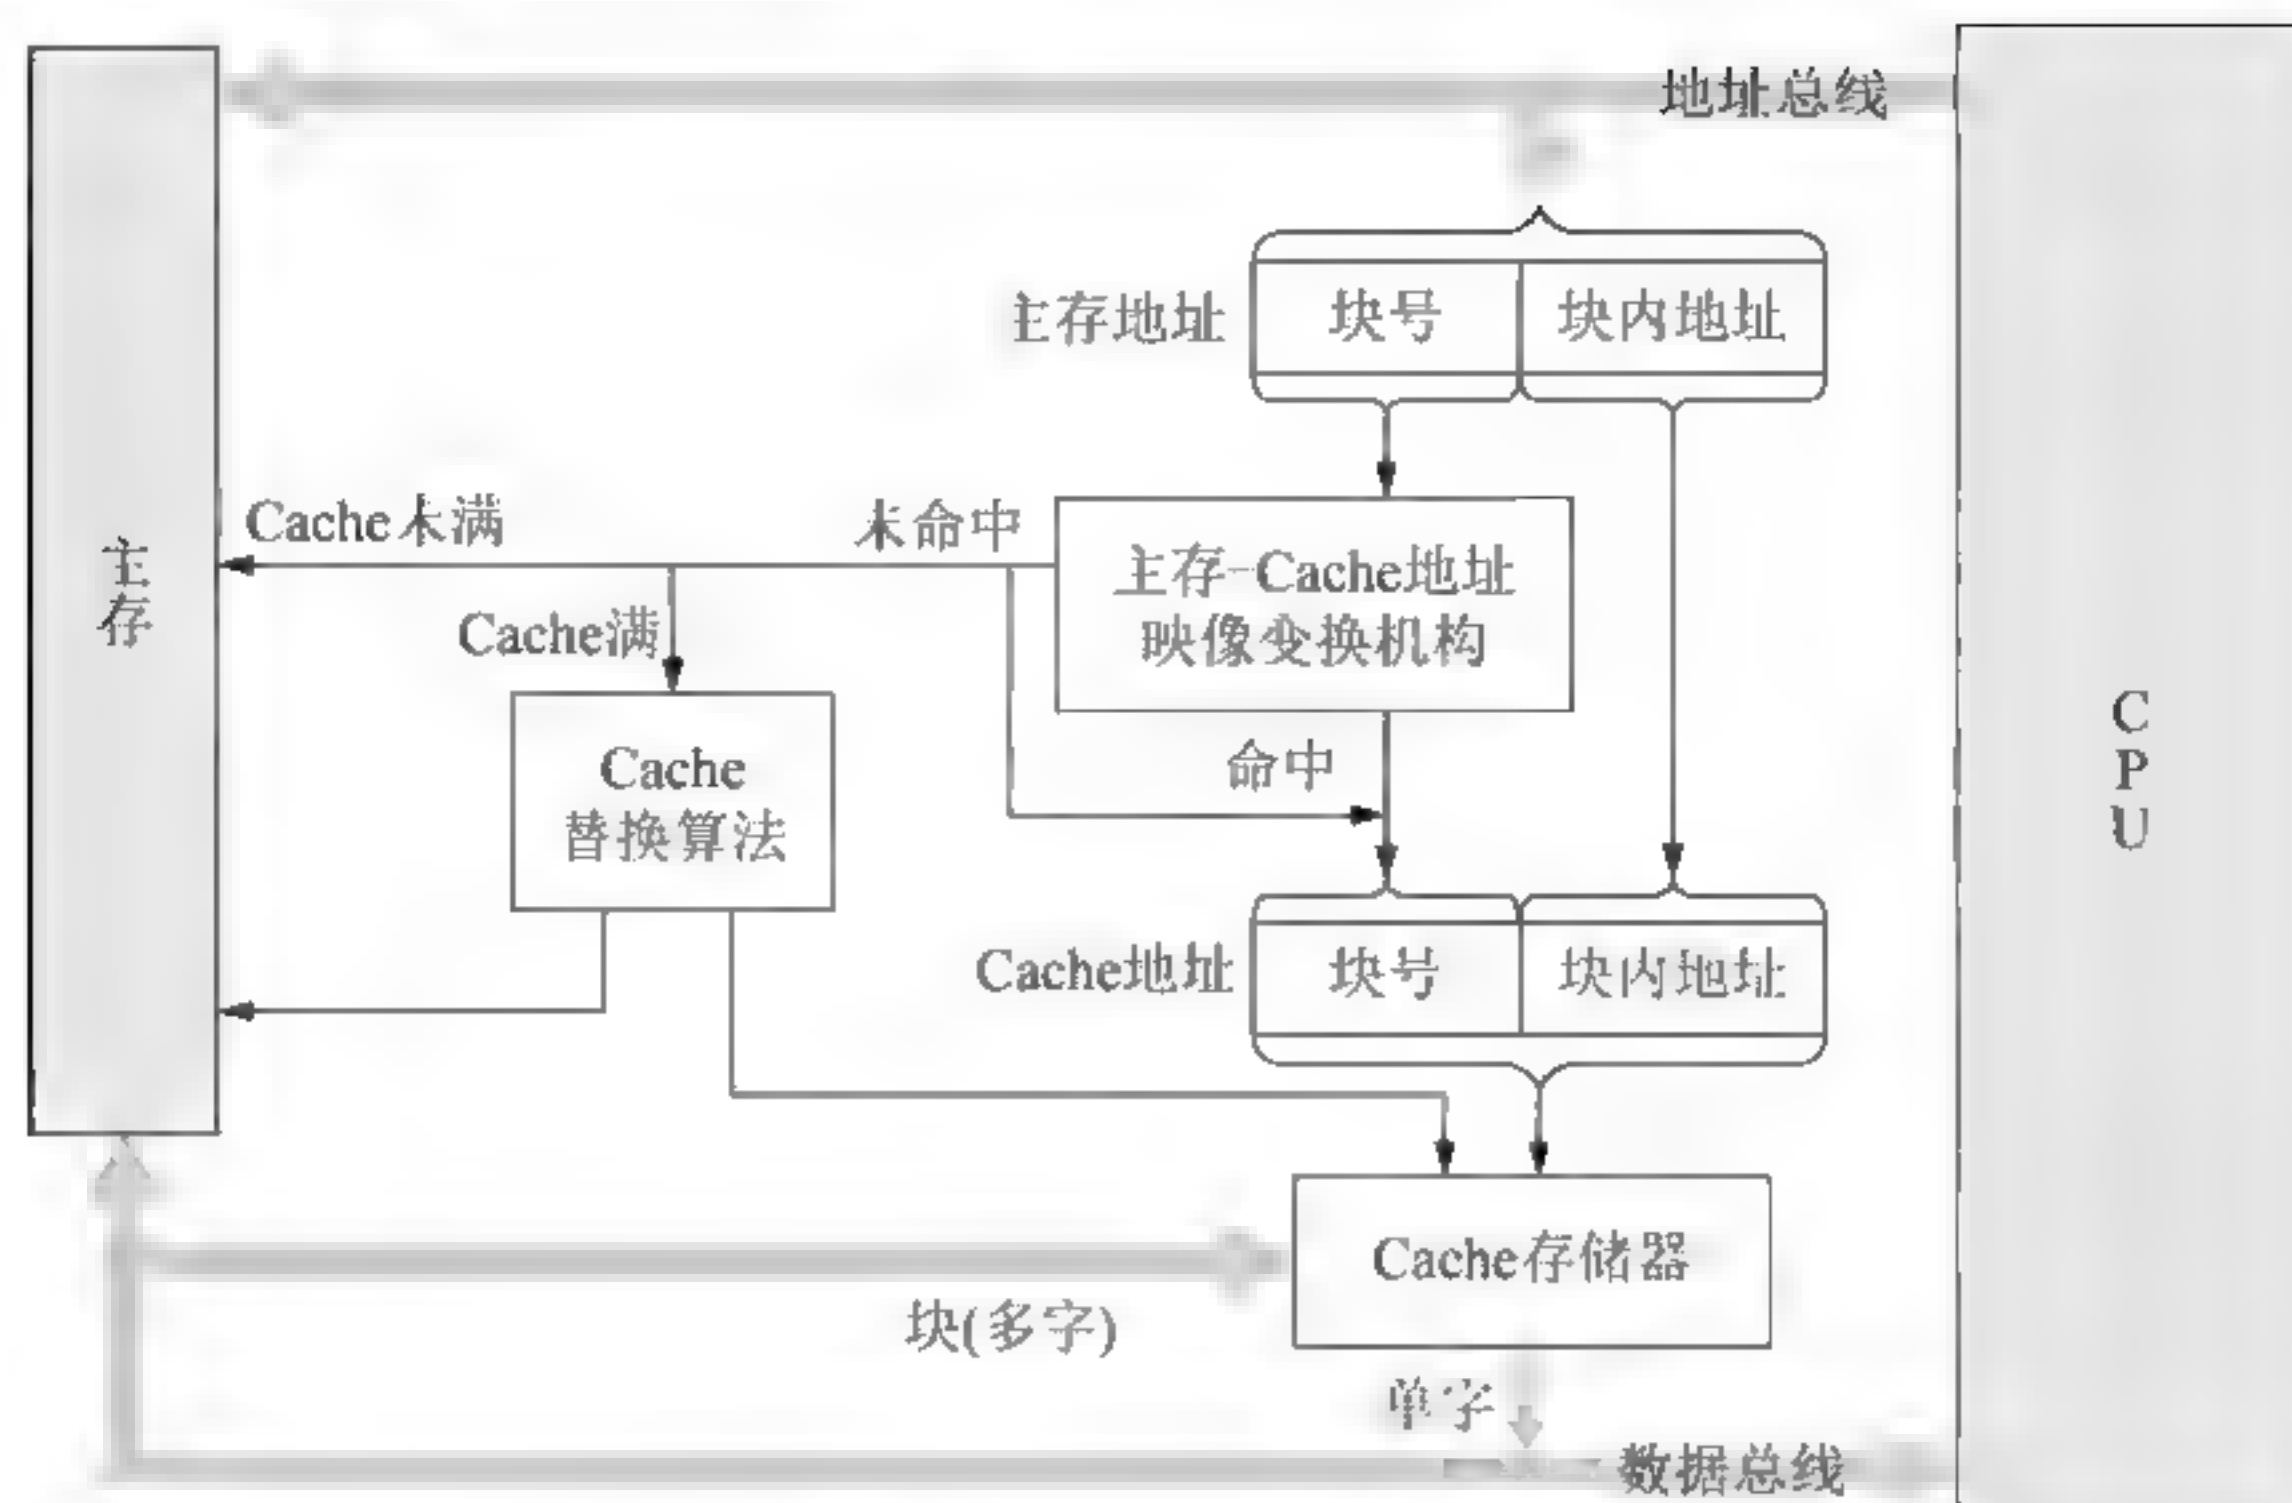 地址总线
主存地址
块号
块内地址
Cache未满
未命中
主存-Cache地址
映像变换机构
主存
Cache满
CPU
命中
Cache
替换算法
Cache地址
块号
块内地址
Cache存储器
块(多字)
单字
数据总线